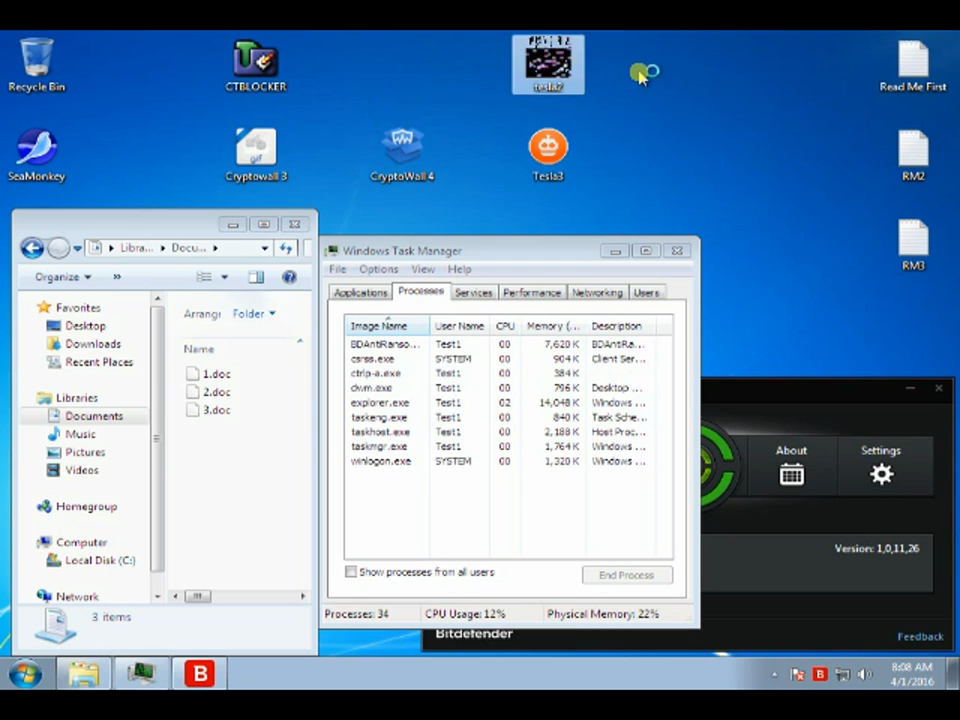 Recycle Bin
CTBLOCKER
Read Me First
SeaMonkey
gif
Cryptowall 3
CryptoWall4
Tesla3
RM2
RM3
Libra... Docu...
Organize »
Favorites
Desktop
Downloads
Recent Places
Libraries
Documents
Music
Pictures
Videos
Homegroup
Computer
Local Disk (C:)
Network
Folder
Name
1.doc
2.doc
3.doc
3 items
Windows Task Manager
File Options View Help
Applications Processes Services Performance Networking Users
Image Name User Name CPU Memory (... Description
BDAntiRanso... Test1 00 7,620 K BDAntiRa...
csrss.exe SYSTEM 00 904 K Client Ser...
ctrlp-a.exe Test1 00 384 K
dwm.exe Test1 00 796 K Desktop ...
explorer.exe Test1 02 14,048 K Windows ...
taskeng.exe Test1 00 840 K Task Sche...
taskhost.exe Test1 00 2,188 K Host Proc...
taskmgr.exe Test1 00 1,764 K Windows ...
winlogon.exe SYSTEM 00 1,320 K Windows ...
Show processes from all users
End Process
Processes: 34 CPU Usage: 12% Physical Memory: 22%
About
Settings
Version: 1,0,11,26
Bitdefender
Feedback
B
B
8:08 AM
4/1/2016